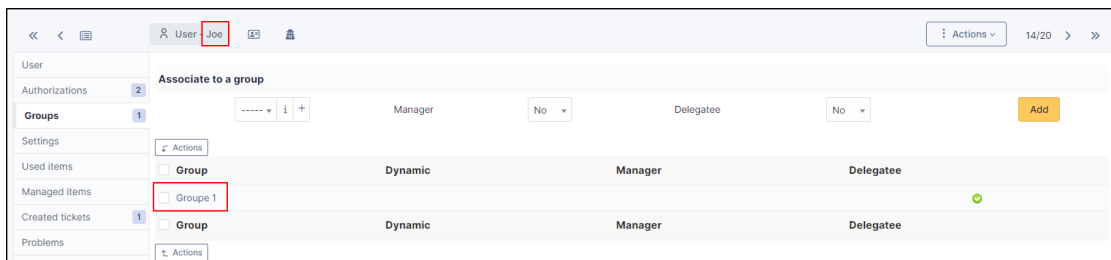 User - Joe
Actions
14/20
User
Authorizations 2
Groups 1
Settings
Used items
Managed items
Created tickets 1
Problems
Associate to a group
----- i + Manager No Delegatee No Add
Actions
Group Dynamic Manager Delegatee
Groupe 1
Group Dynamic Manager Delegatee
Actions